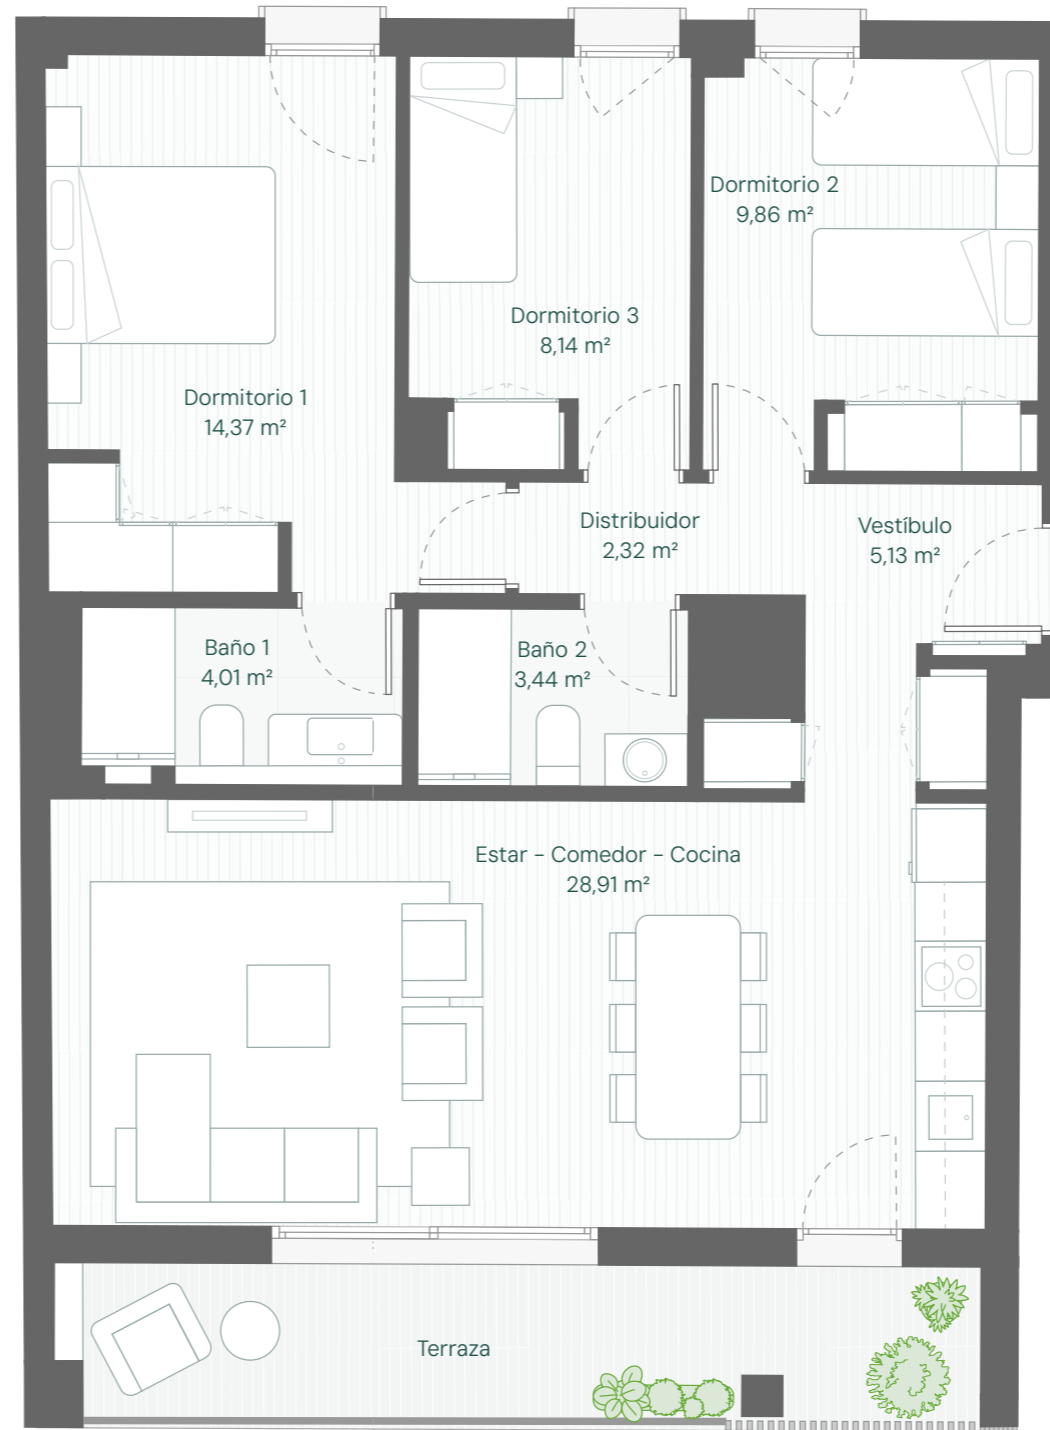 Dormitorio 2
9,86 m²
Dormitorio 3
8,14 m²
Dormitorio 1
14,37 m²
Distribuidor
2,32 m²
Vestíbulo
5,13 m²
Baño 1
4,01 m²
Baño 2
3,44 m²
Estar - Comedor - Cocina
28,91 m²
Terraza